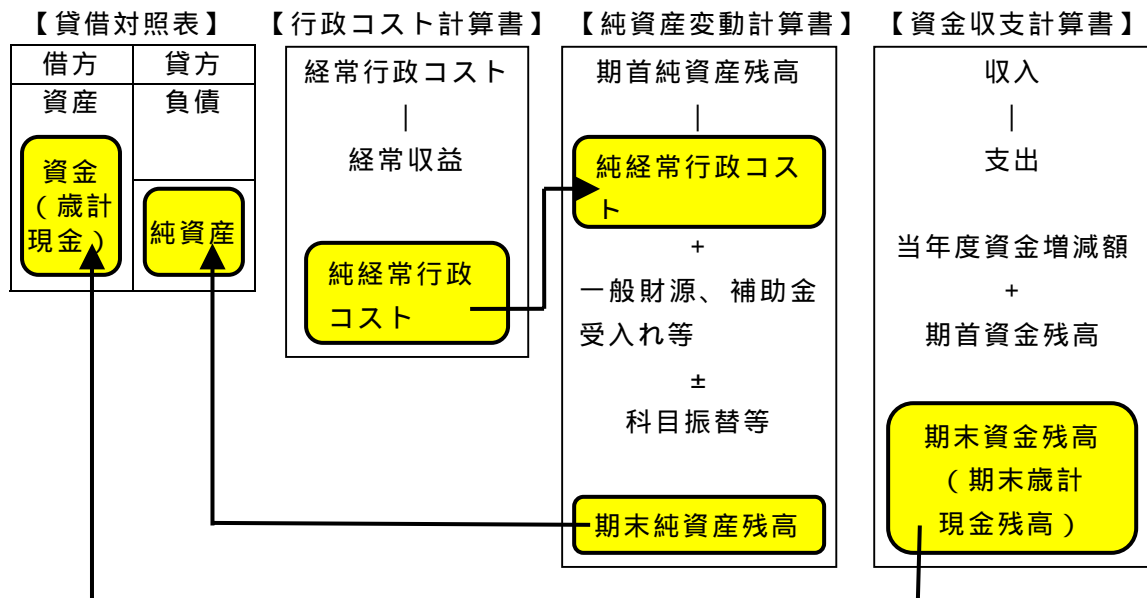 【貸借対照表】
借方
貸方
資産
負債
資金
（歳計
現金）
純資産
【行政コスト計算書】
経常行政コスト
｜
経常収益
純経常行政
コスト
【純資産変動計算書】
期首純資産残高
｜
純経常行政コス
ト
+
一般財源、補助金
受入れ等
±
科目振替等
期末純資産残高
【資金収支計算書】
収入
｜
支出
当年度資金増減額
+
期首資金残高
期末資金残高
（期末歳計
現金残高）